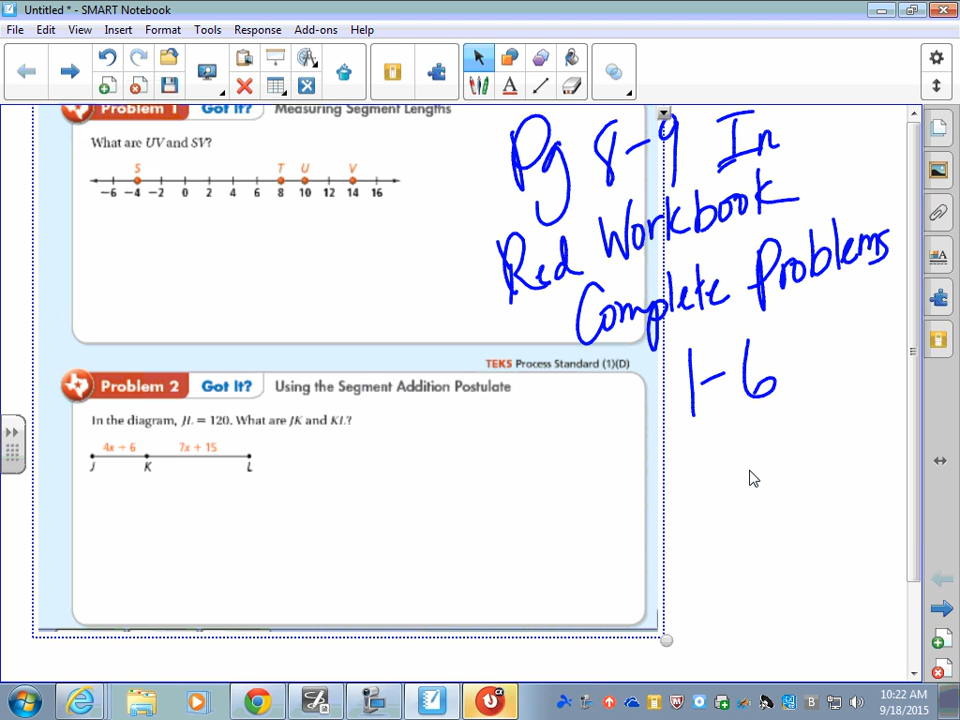 Untitled * - SMART Notebook
File Edit View Insert Format Tools Response Add-ons Help
Problem 1 Got It? Measuring Segment Lengths
What are UV and SV?
S T U V
−6 −4 −2 0 2 4 6 8 10 12 14 16
Pg 8-9 In
Red Workbook
Complete Problems
1-6
TEKS Process Standard (1)(D)
Problem 2 Got It? Using the Segment Addition Postulate
In the diagram, JL = 120. What are JK and KL?
4x + 6 7x + 15
J K L
10:22 AM
9/18/2015